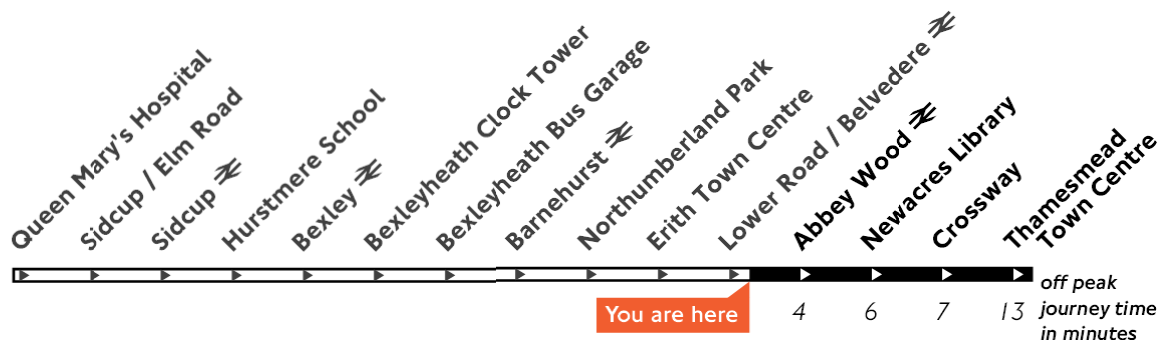 Queen Mary's Hospital
Sidcup / Elm Road
Sidcup
Hurstmere School
Bexley
Bexleyheath Clock Tower
Bexleyheath Bus Garage
Barnehurst
Northumberland Park
Erith Town Centre
Lower Road / Belvedere
Abbey Wood
Newacres Library
Crossway
Thamesmead
Town Centre
You are here
4 6 7 13
off peak
journey time
in minutes